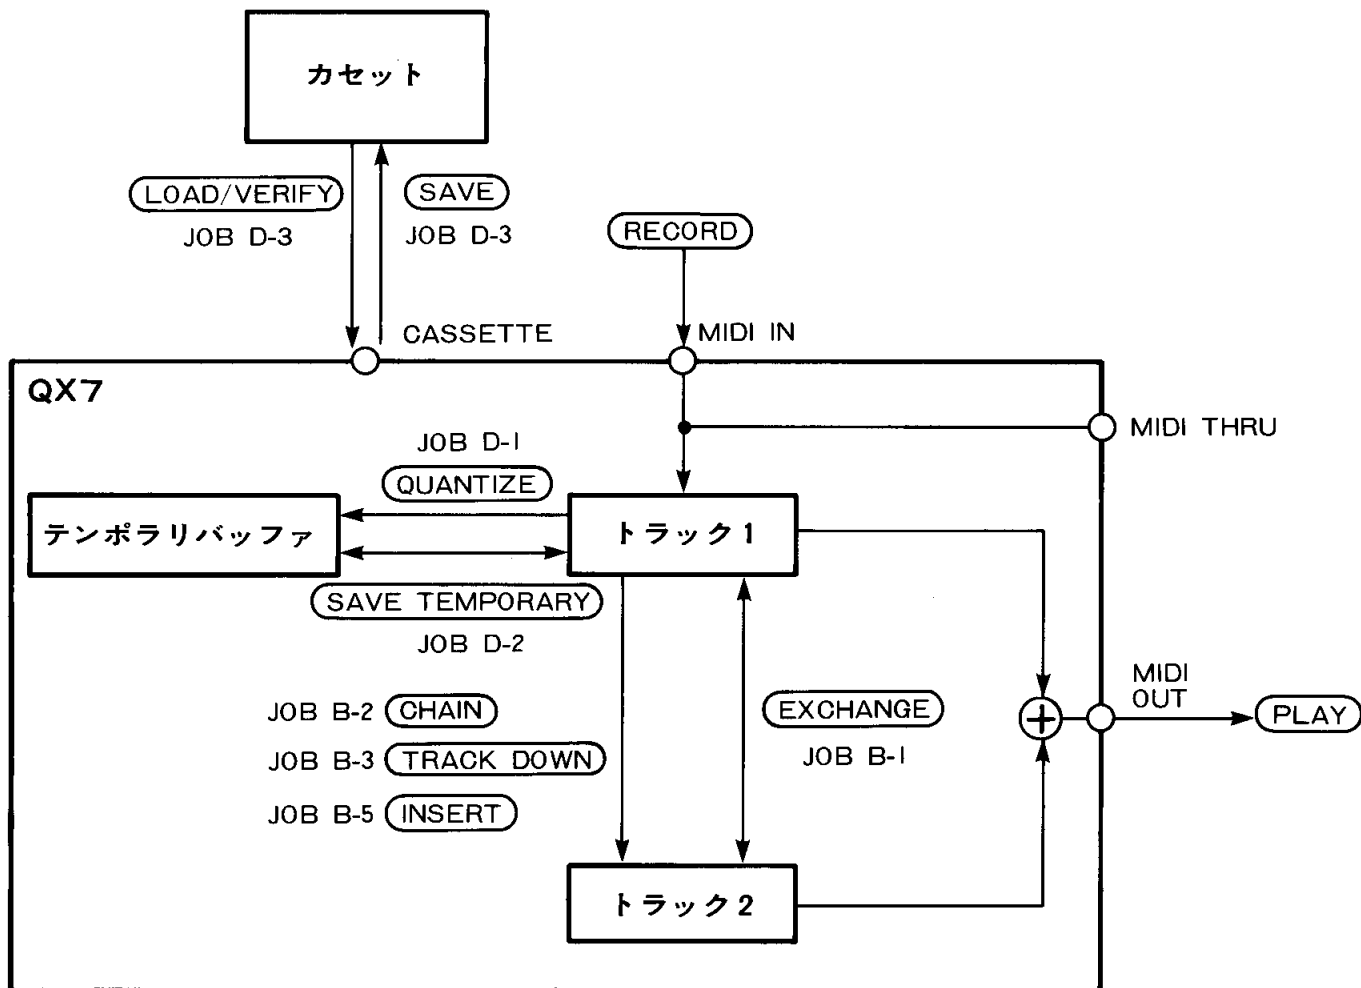 カセット
LOAD/VERIFY
SAVE
JOB D-3
JOB D-3
RECORD
CASSETTE
MIDI IN
QX7
MIDI THRU
JOB D-1
QUANTIZE
テンポラリバッファ
トラック1
SAVE TEMPORARY
JOB D-2
JOB B-2 CHAIN
EXCHANGE
MIDI
OUT
PLAY
JOB B-3 TRACK DOWN
JOB B-1
JOB B-5 INSERT
トラック2